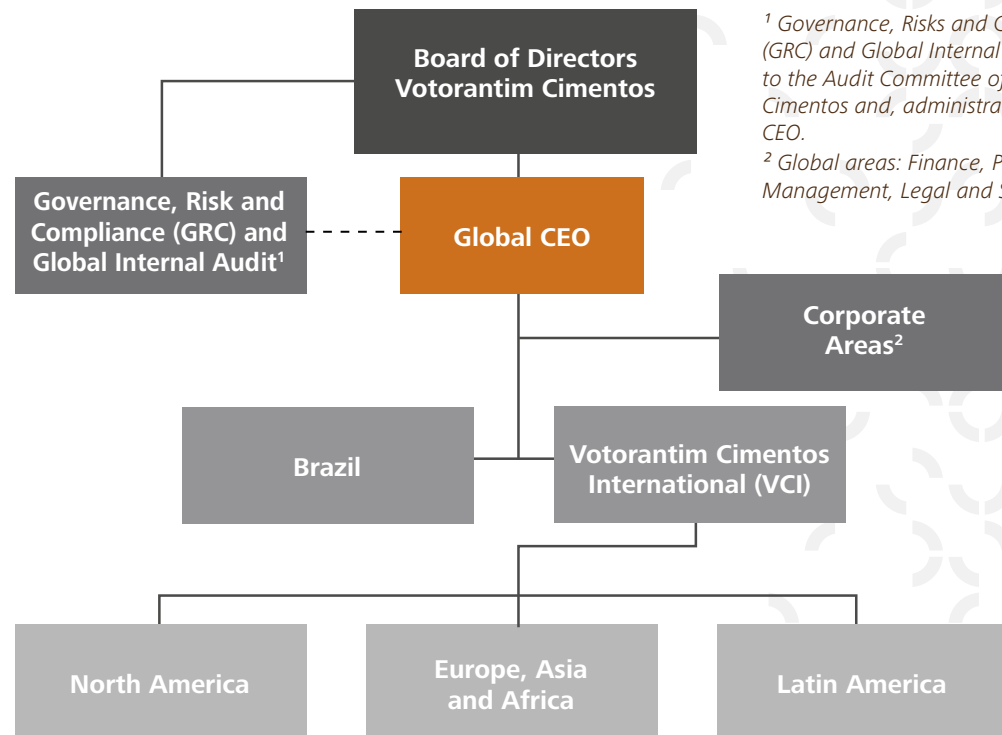 Board of Directors
Votorantim Cimentos
¹ Governance, Risks and
(GRC) and Global Internal
to the Audit Committee of
Cimentos and,
CEO.
² Global areas: Finance,
Management, Legal and
Governance, Risk and
Compliance (GRC) and
Global Internal Audit¹
Global CEO
Corporate
Areas²
Brazil
Votorantim Cimentos
International (VCI)
North America
Europe, Asia
and Africa
Latin America